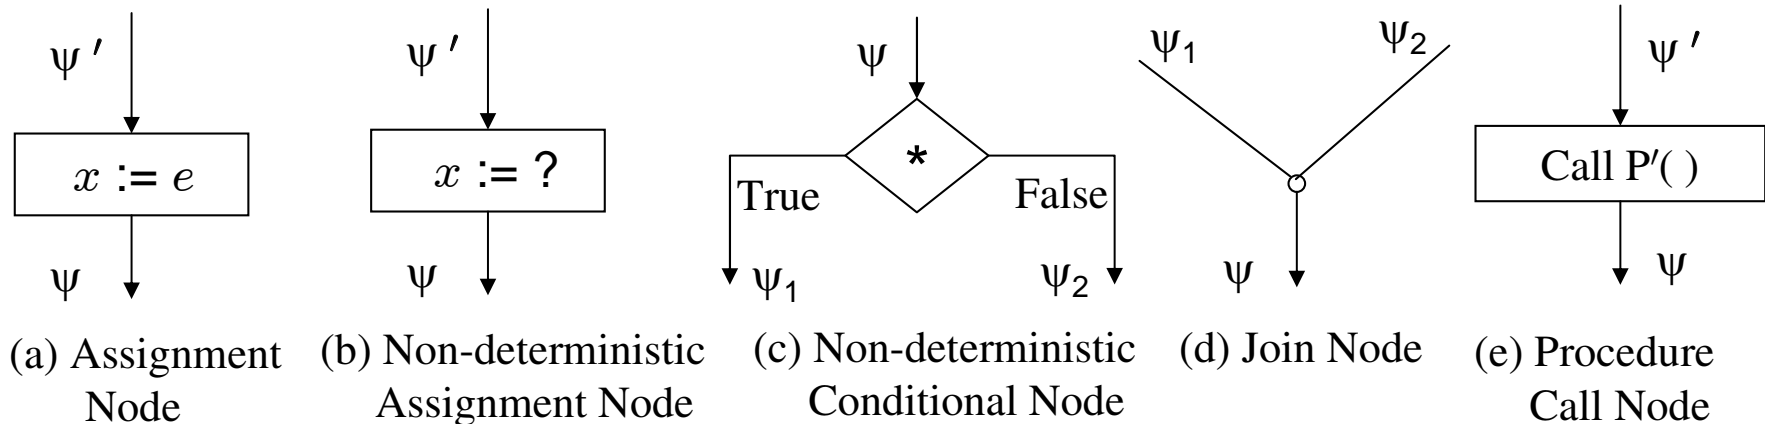 ψ′
x := e
ψ
(a) Assignment
Node
ψ′
x := ?
ψ
(b) Non-deterministic
Assignment Node
ψ
*
True
False
ψ1
ψ2
(c) Non-deterministic
Conditional Node
ψ1
ψ2
ψ
(d) Join Node
ψ′
Call P′( )
ψ
(e) Procedure
Call Node